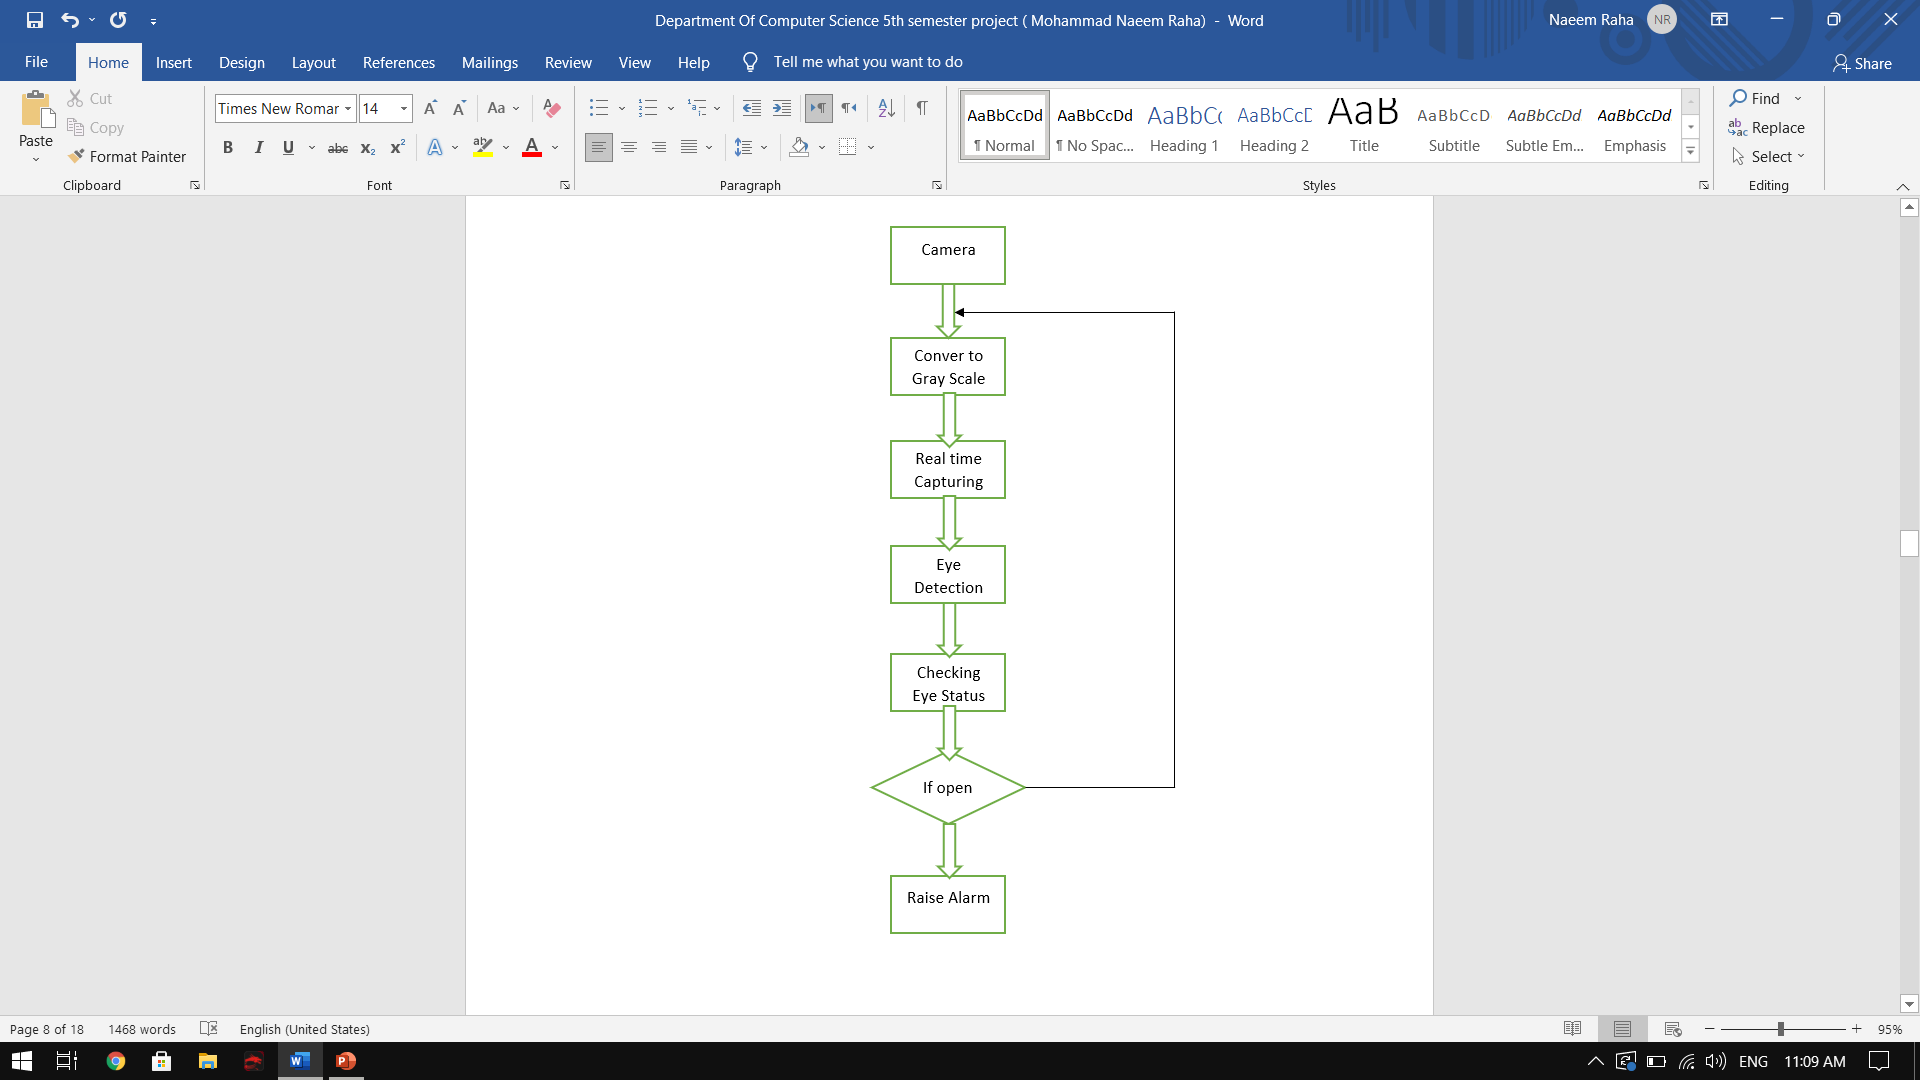 Department Of Computer Science 5th semester project ( Mohammad Naeem Raha) - Word
Naeem Raha
NR
File
Home
Insert
Design
Layout
References
Mailings
Review
View
Help
Tell me what you want to do
Share
Paste
Cut
Copy
Format Painter
Clipboard
Times New Romar
14
Aa
B I U abc x₂ x² A ab A
Font
A Z
Paragraph
AaBbCcDd
¶ Normal
AaBbCcDd
¶ No Spac...
AaBbCc
Heading 1
AaBbCcD
Heading 2
AaB
Title
AaBbCcD
Subtitle
AaBbCcDd
Subtle Em...
AaBbCcDd
Emphasis
Styles
Find
Replace
Select
Editing
Camera
Conver to
Gray Scale
Real time
Capturing
Eye
Detection
Checking
Eye Status
If open
Raise Alarm
Page 8 of 18
1468 words
English (United States)
95%
ENG
11:09 AM